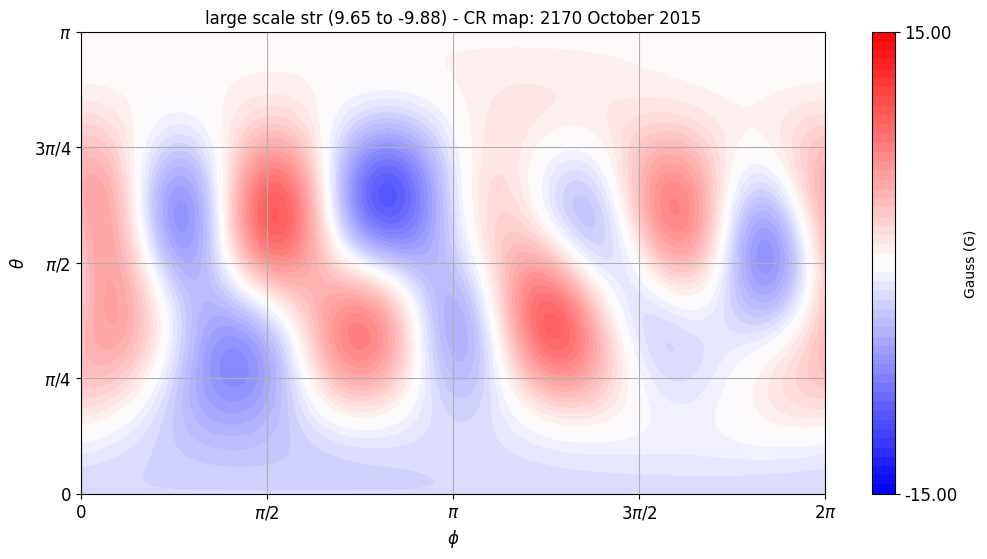 large scale str (9.65 to -9.88) - CR map: 2170 October 2015
π
3π/4
θ
π/2
π/4
0
0
π/2
π
3π/2
2π
ϕ
15.00
Gauss (G)
-15.00